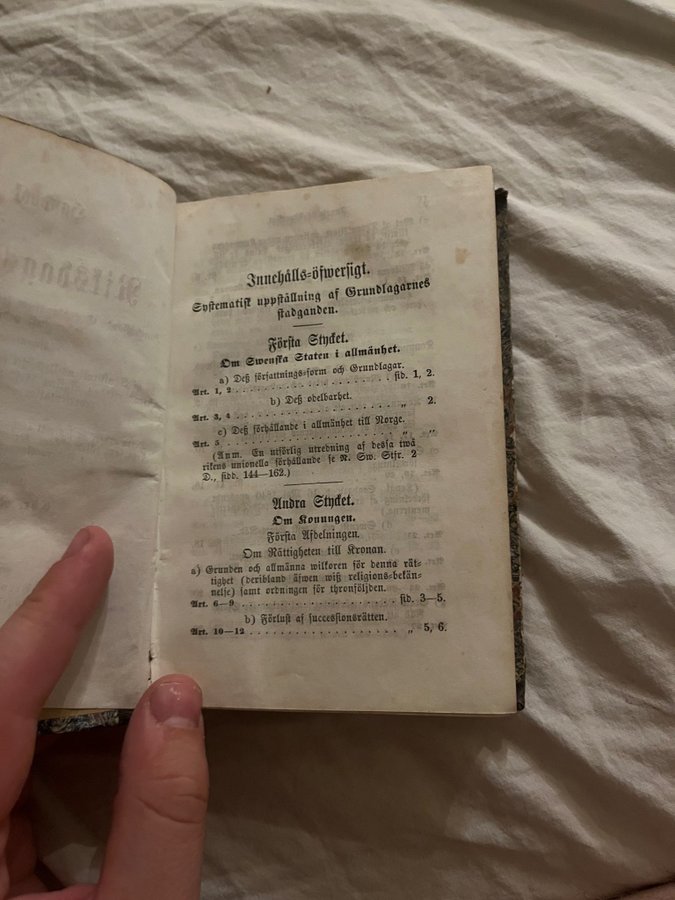 Innehålls-öfwersigt.
Systematisk uppställning af Grundlagarnes
stadganden.
Första Stycket.
Om Swenska Staten i allmänhet.
a) Deß författnings-form och Grundlagar.
Art. 1, 2 . . . . . . . . . . . . . . . . . . . . sid. 1, 2.
b) Deß odelbarhet.
Art. 3, 4 . . . . . . . . . . . . . . . . . . . . „ 2.
c) Deß förhållande i allmänhet till Norge.
Art. 5 . . . . . . . . . . . . . . . . . . . . „ „
(Anm. En utförlig utredning af dessa twå
rikens unionella förhållande se N. Sw. Stfr. 2
D., sidd. 144—162.)
Andra Stycket.
Om Konungen.
Första Afdelningen.
Om Rättigheten till Kronan.
a) Grunden och allmänna wilkoren för denna rät-
tighet (deribland äfwen wiß religions-bekän-
nelse) samt ordningen för thronföljden.
Art. 6—9 . . . . . . . . . . . . . . . . . . . . sid. 3—5.
b) Förlust af successionsrätten.
Art. 10—12 . . . . . . . . . . . . . . . . . . . . „ 5, 6.